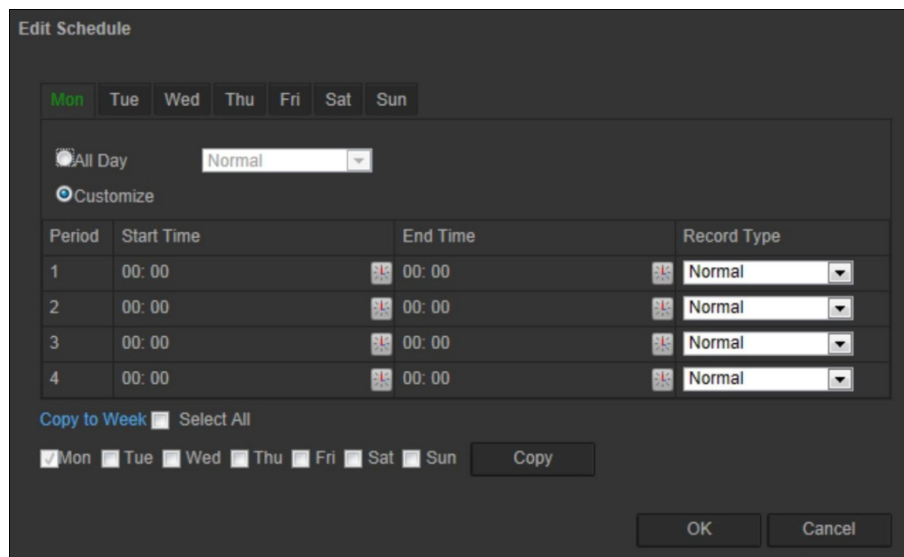 Edit Schedule
Mon Tue Wed Thu Fri Sat Sun
All Day Normal
Customize
Period Start Time End Time Record Type
1 00: 00 00: 00 Normal
2 00: 00 00: 00 Normal
3 00: 00 00: 00 Normal
4 00: 00 00: 00 Normal
Copy to Week Select All
Mon Tue Wed Thu Fri Sat Sun Copy
OK Cancel